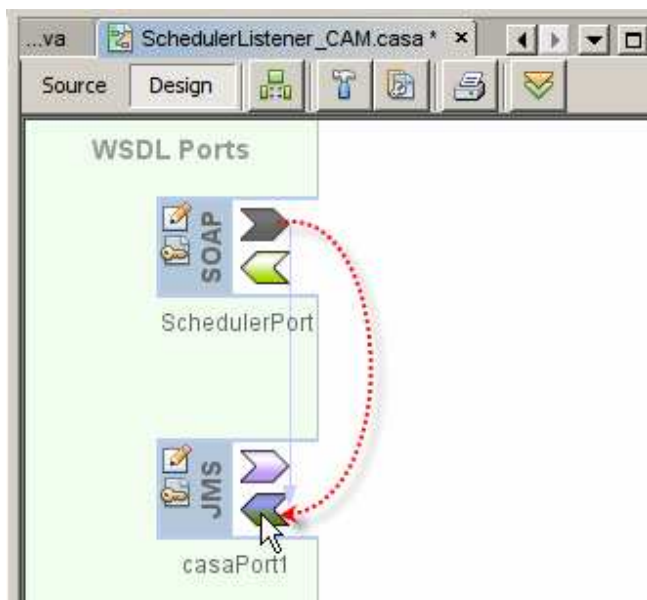 ...va SchedulerListener_CAM.casa * ×
Source Design
WSDL Ports
SOAP
SchedulerPort
JMS
casaPort1